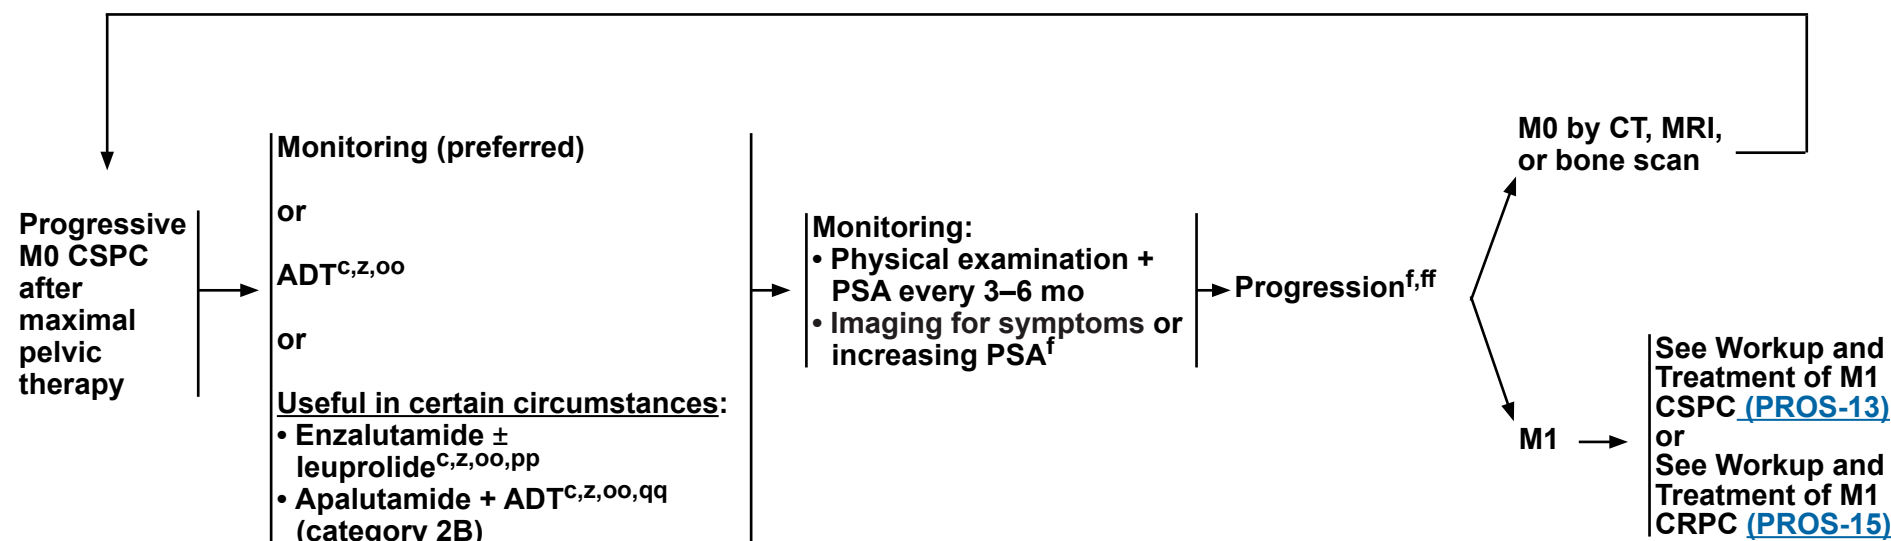 Progressive
M0 CSPC
after
maximal
pelvic
therapy
Monitoring (preferred)
or
ADTc,z,oo
or
Useful in certain circumstances:
• Enzalutamide ±
leuprolidec,z,oo,pp
• Apalutamide + ADTc,z,oo,qq
(category 2B)
Monitoring:
• Physical examination +
PSA every 3–6 mo
• Imaging for symptoms or
increasing PSAf
Progressionf,ff
M0 by CT, MRI,
or bone scan
M1
See Workup and
Treatment of M1
CSPC (PROS-13)
or
See Workup and
Treatment of M1
CRPC (PROS-15)